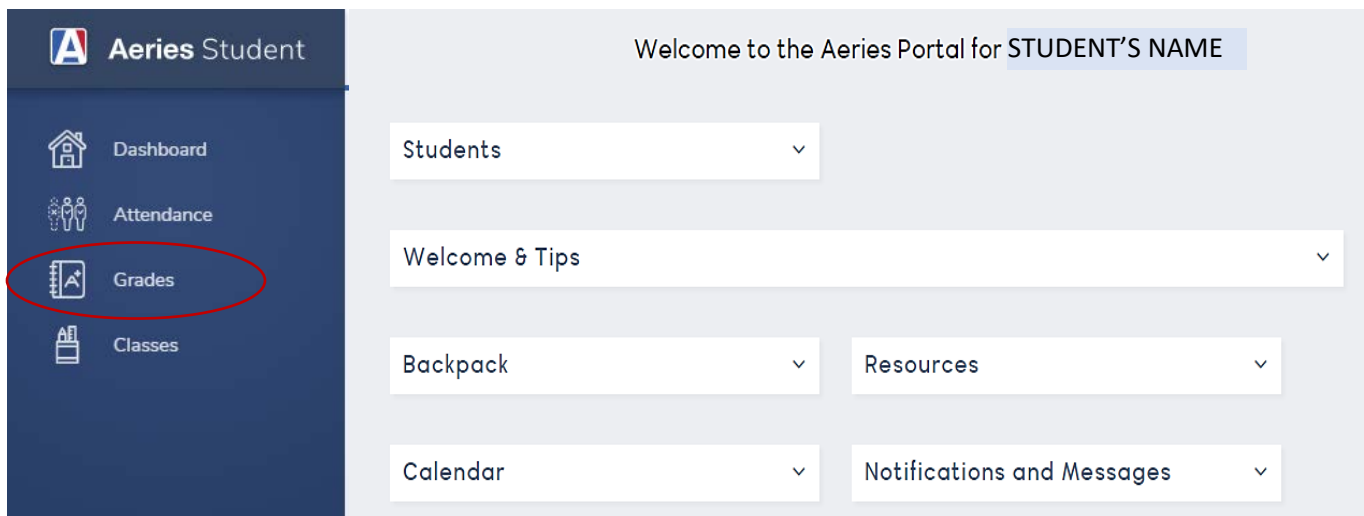 Aeries Student
Dashboard
Attendance
Grades
Classes
Welcome to the Aeries Portal for STUDENT’S NAME
Students
Welcome & Tips
Backpack
Resources
Calendar
Notifications and Messages